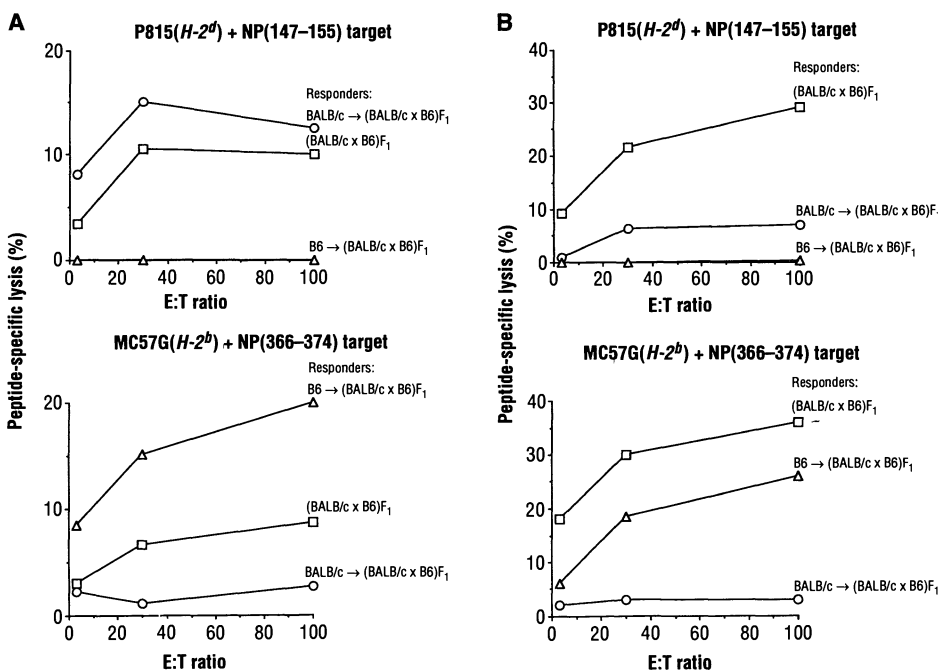 A
P815(H-2ᵈ) + NP(147–155) target
20
10
0
0 20 40 60 80 100
E:T ratio
Responders:
BALB/c → (BALB/c x B6)F₁
(BALB/c x B6)F₁
B6 → (BALB/c x B6)F₁
MC57G(H-2ᵇ) + NP(366–374) target
20
10
0
0 20 40 60 80 100
E:T ratio
Responders:
B6 → (BALB/c x B6)F₁
(BALB/c x B6)F₁
BALB/c → (BALB/c x B6)F₁
Peptide-specific lysis (%)
B
P815(H-2ᵈ) + NP(147–155) target
40
30
20
10
0
0 20 40 60 80 100
E:T ratio
Responders:
(BALB/c x B6)F₁
BALB/c → (BALB/c x B6)F
B6 → (BALB/c x B6)F₁
MC57G(H-2ᵇ) + NP(366–374) target
40
30
20
10
0
0 20 40 60 80 100
E:T ratio
Responders:
(BALB/c x B6)F₁
B6 → (BALB/c x B6)F₁
BALB/c → (BALB/c x B6)F₁
Peptide-specific lysis (%)